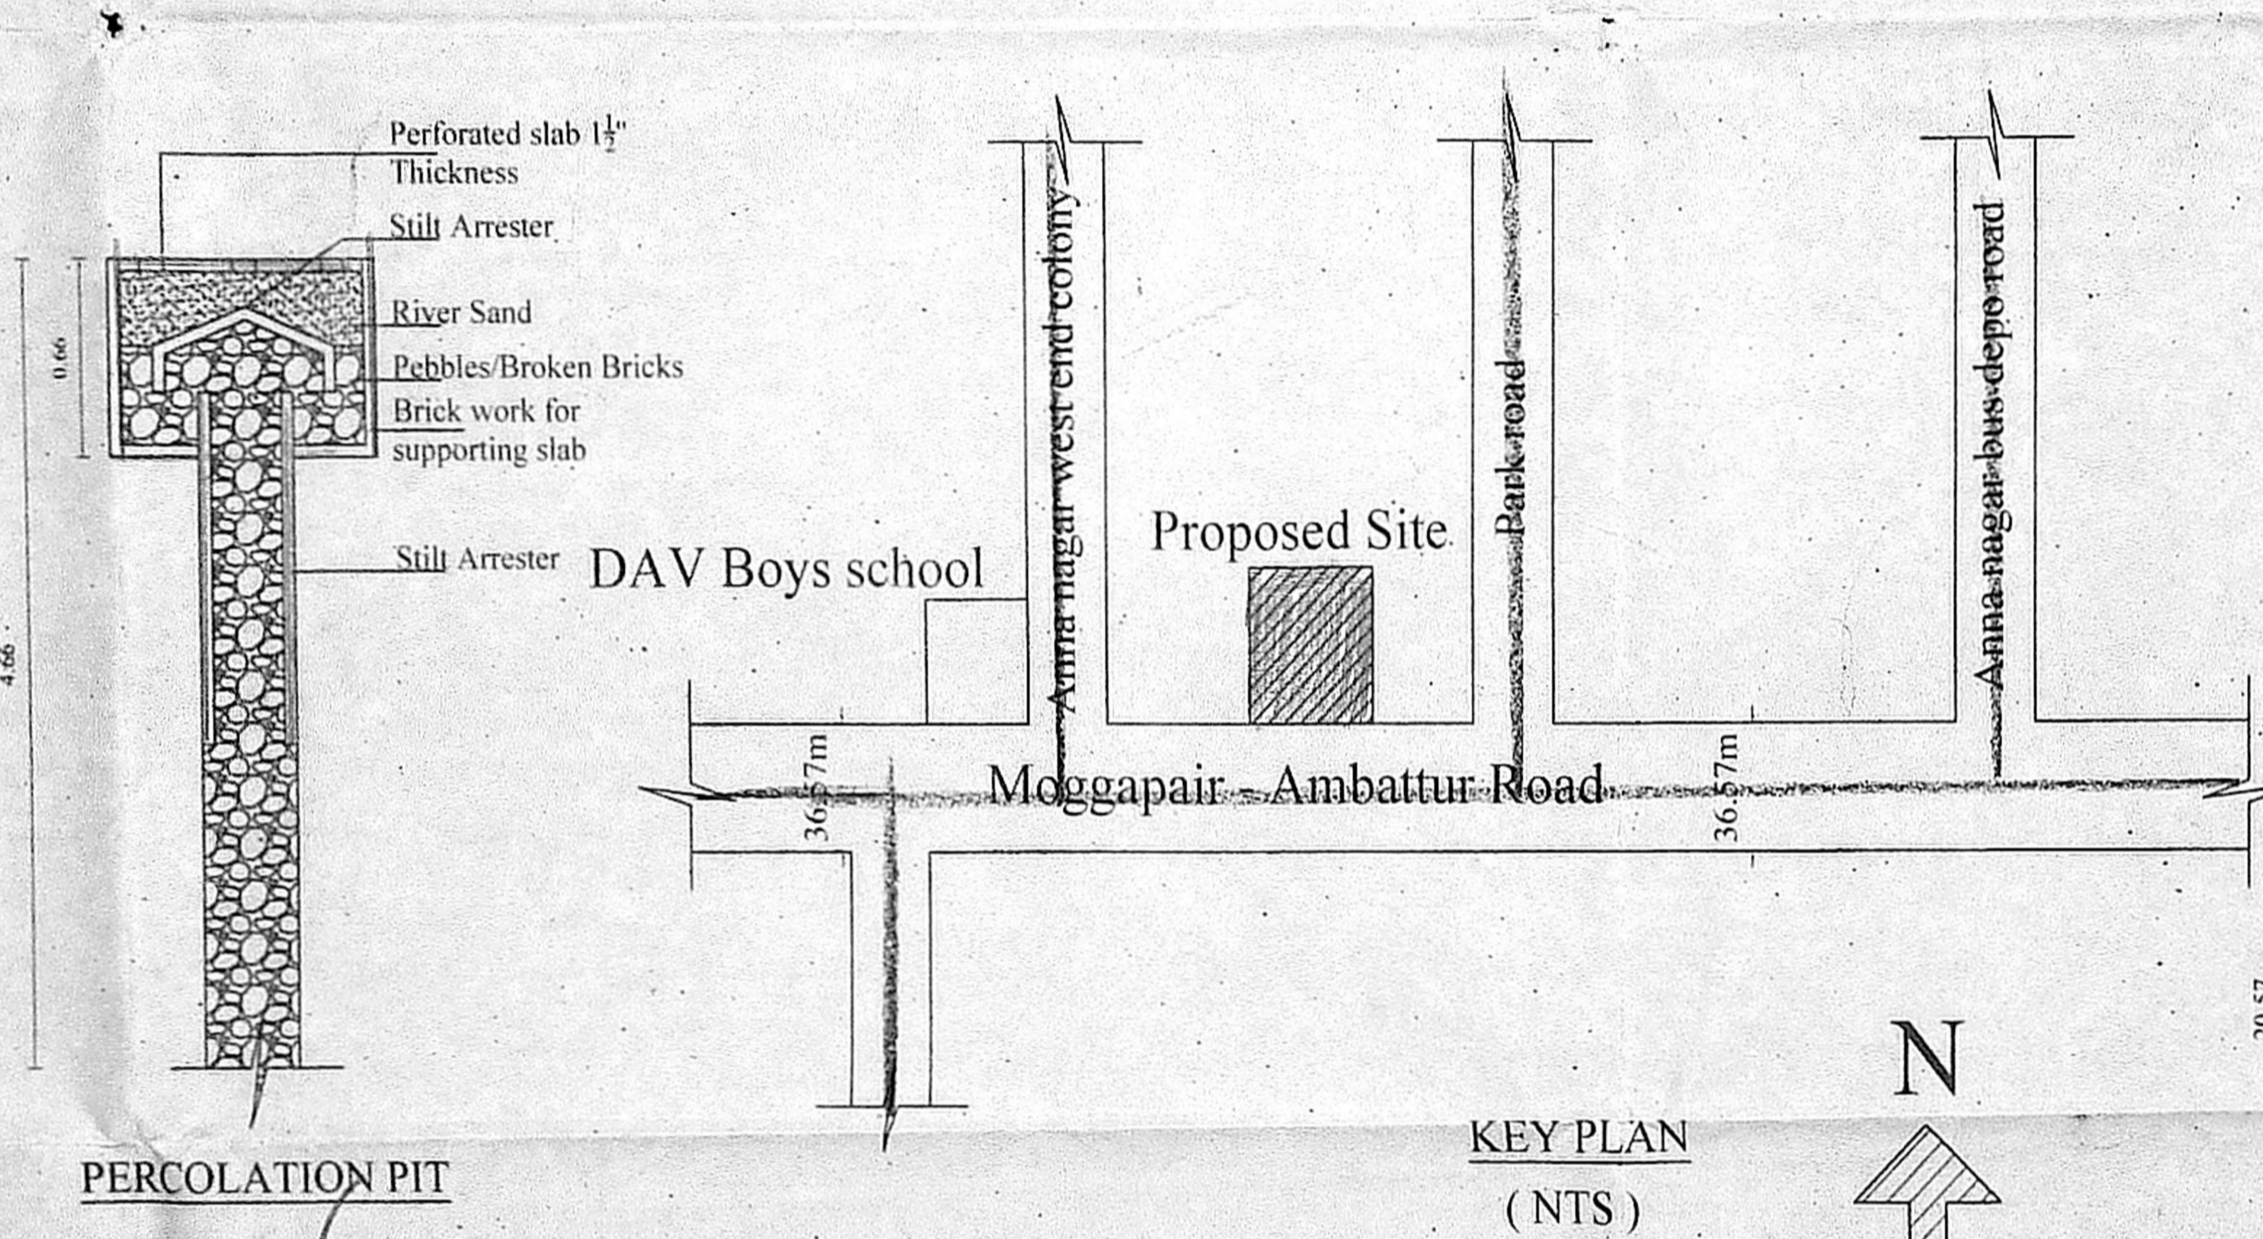 Perforated slab 1½"
Thickness
Stilt Arrester
River Sand
Pebbles/Broken Bricks
Brick work for
supporting slab
Stilt Arrester
0.66
4.66
PERCOLATION PIT
DAV Boys school
Anna nagar west end colony
Proposed Site
Park road
Anna nagar bus depo road
36.57m
Moggapair - Ambattur Road
36.57m
N
KEY PLAN
( NTS )